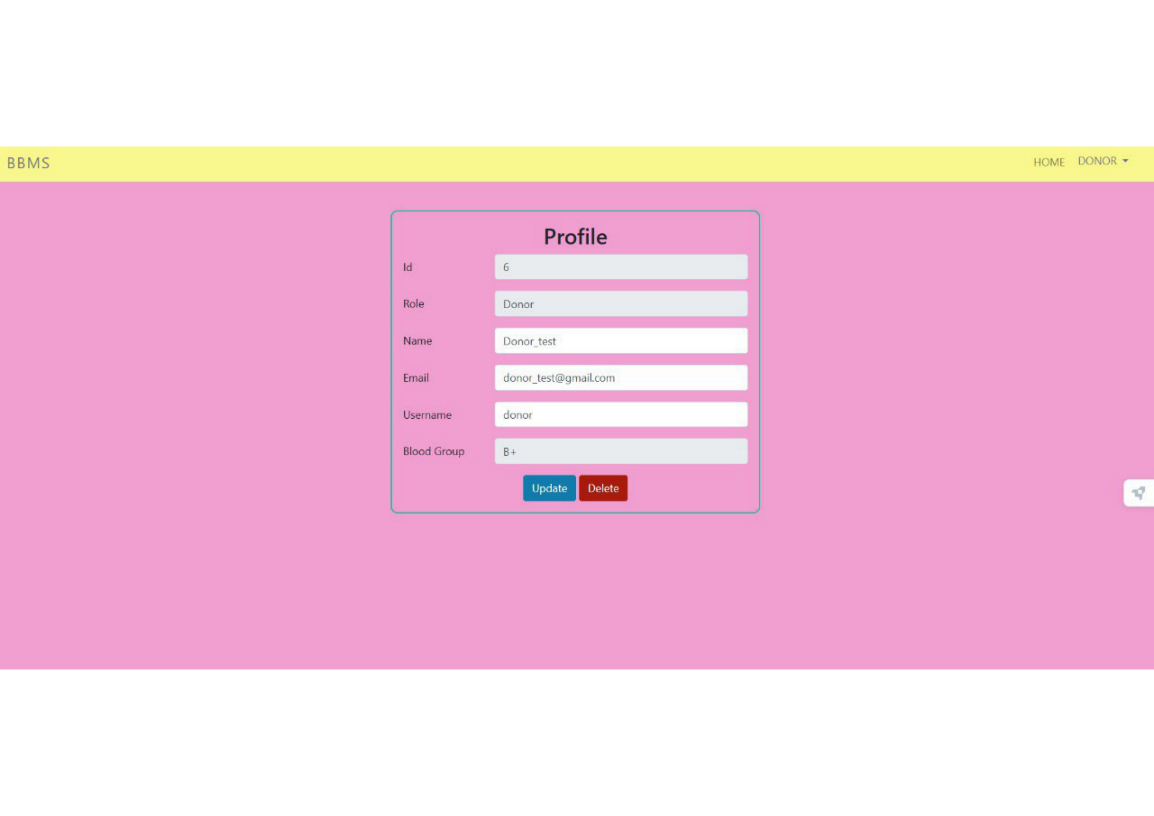 BBMS HOME DONOR
Profile
Id 6
Role Donor
Name Donor_test
Email donor_test@gmail.com
Username donor
Blood Group B+
Update Delete